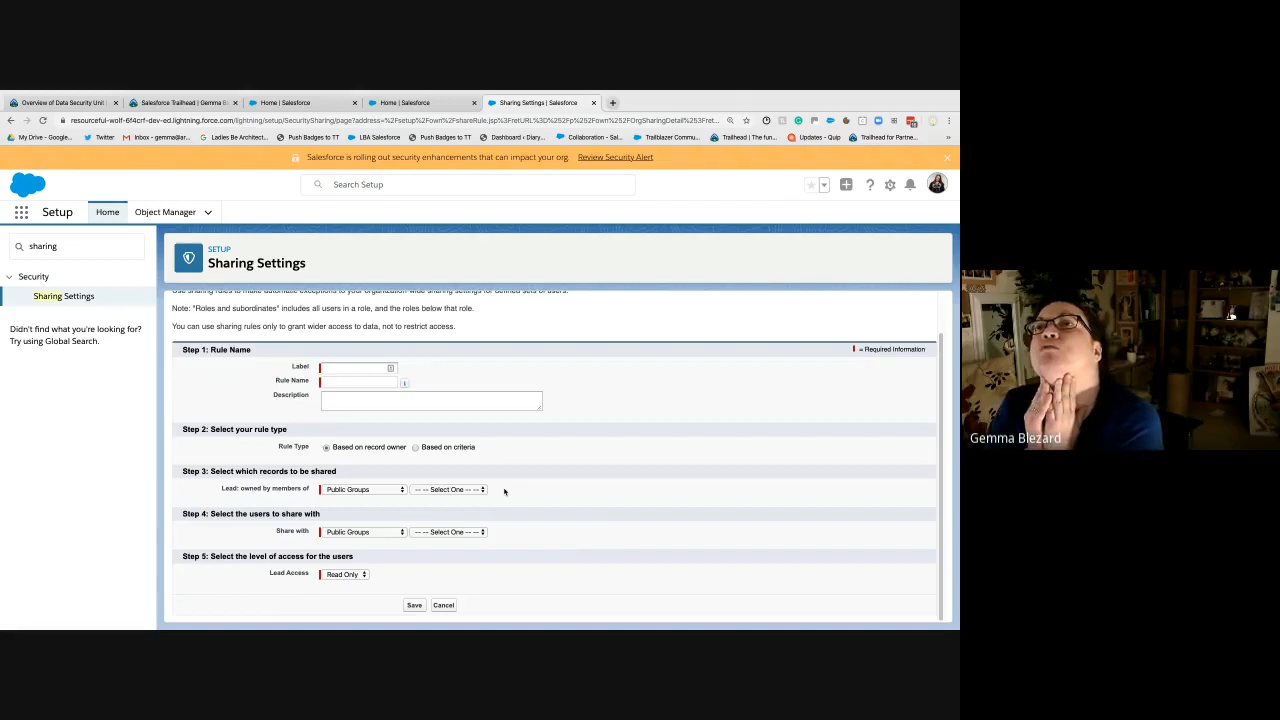 Overview of Data Security Unit
Salesforce Trailhead | Gemma B
Home | Salesforce
Home | Salesforce
Sharing Settings | Salesforce
resourceful-wolf-6f4crf-dev-ed.lightning.force.com/lightning/setup/SecuritySharing/page?address=%2Fsetup%2Fown%2FshareRule.jsp%3FretURL%3D%252Fp%252Fown%252FOrgSharingDetail%253Fret...
My Drive - Google...
Twitter
Inbox - gemma@ar...
Ladies Be Architect...
Push Badges to TT
LBA Salesforce
Push Badges to TT
Dashboard ‹ Diary...
Collaboration - Sal...
Trailblazer Commu...
Trailhead | The fun...
Updates - Quip
Trailhead for Partne...
Salesforce is rolling out security enhancements that can impact your org. Review Security Alert
Search Setup
Setup
Home
Object Manager
sharing
Security
Sharing Settings
Didn't find what you're looking for?
Try using Global Search.
SETUP
Sharing Settings
Use sharing rules to make automatic exceptions to your organization-wide sharing settings for defined sets of users.
Note: "Roles and subordinates" includes all users in a role, and the roles below that role.
You can use sharing rules only to grant wider access to data, not to restrict access.
Step 1: Rule Name
= Required Information
Label
Rule Name
i
Description
Step 2: Select your rule type
Rule Type Based on record owner Based on criteria
Step 3: Select which records to be shared
Lead: owned by members of Public Groups -- -- Select One -- --
Step 4: Select the users to share with
Share with Public Groups -- -- Select One -- --
Step 5: Select the level of access for the users
Lead Access Read Only
Save Cancel
Gemma Blezard